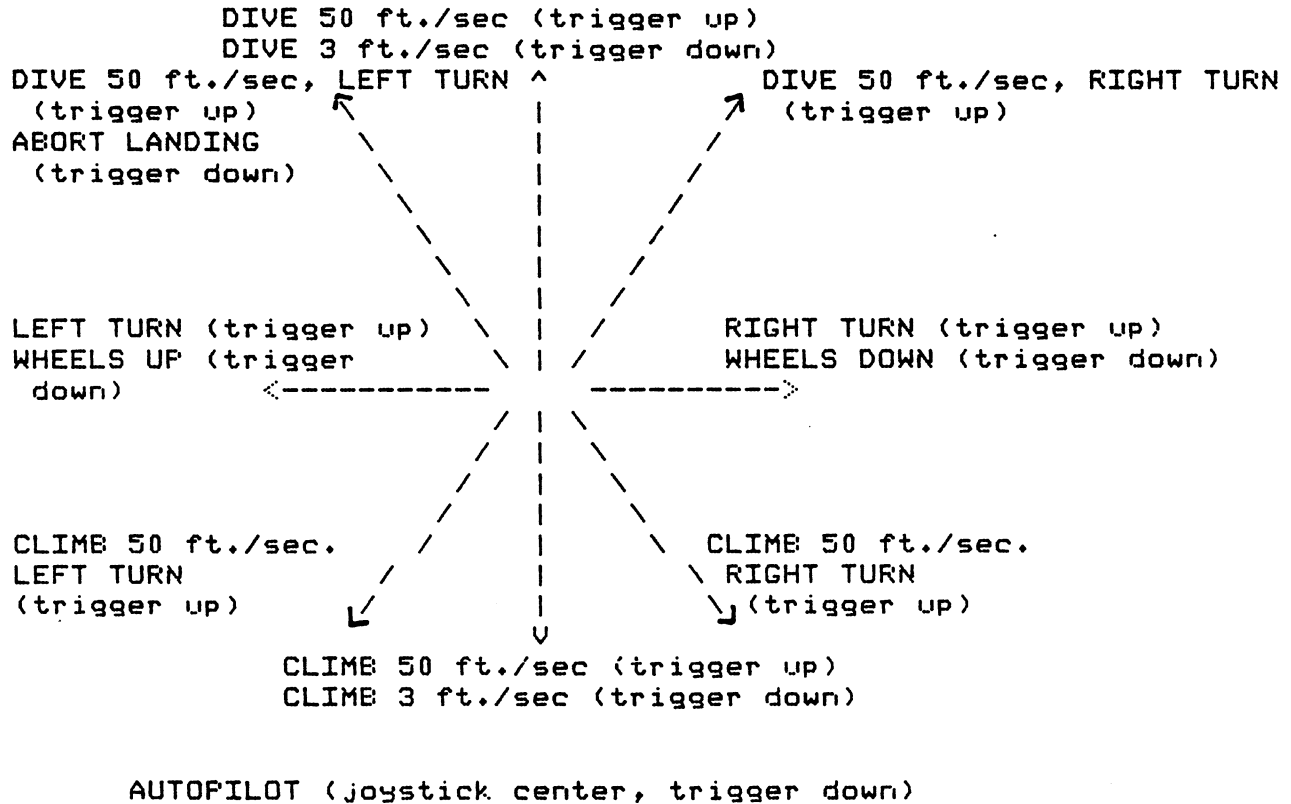 DIVE 50 ft./sec (trigger up)
DIVE 3 ft./sec (trigger down)
DIVE 50 ft./sec, LEFT TURN
(trigger up)
ABORT LANDING
(trigger down)
DIVE 50 ft./sec, RIGHT TURN
(trigger up)
LEFT TURN (trigger up)
WHEELS UP (trigger
down)
RIGHT TURN (trigger up)
WHEELS DOWN (trigger down)
CLIMB 50 ft./sec.
LEFT TURN
(trigger up)
CLIMB 50 ft./sec.
RIGHT TURN
(trigger up)
CLIMB 50 ft./sec (trigger up)
CLIMB 3 ft./sec (trigger down)
AUTOPILOT (joystick center, trigger down)